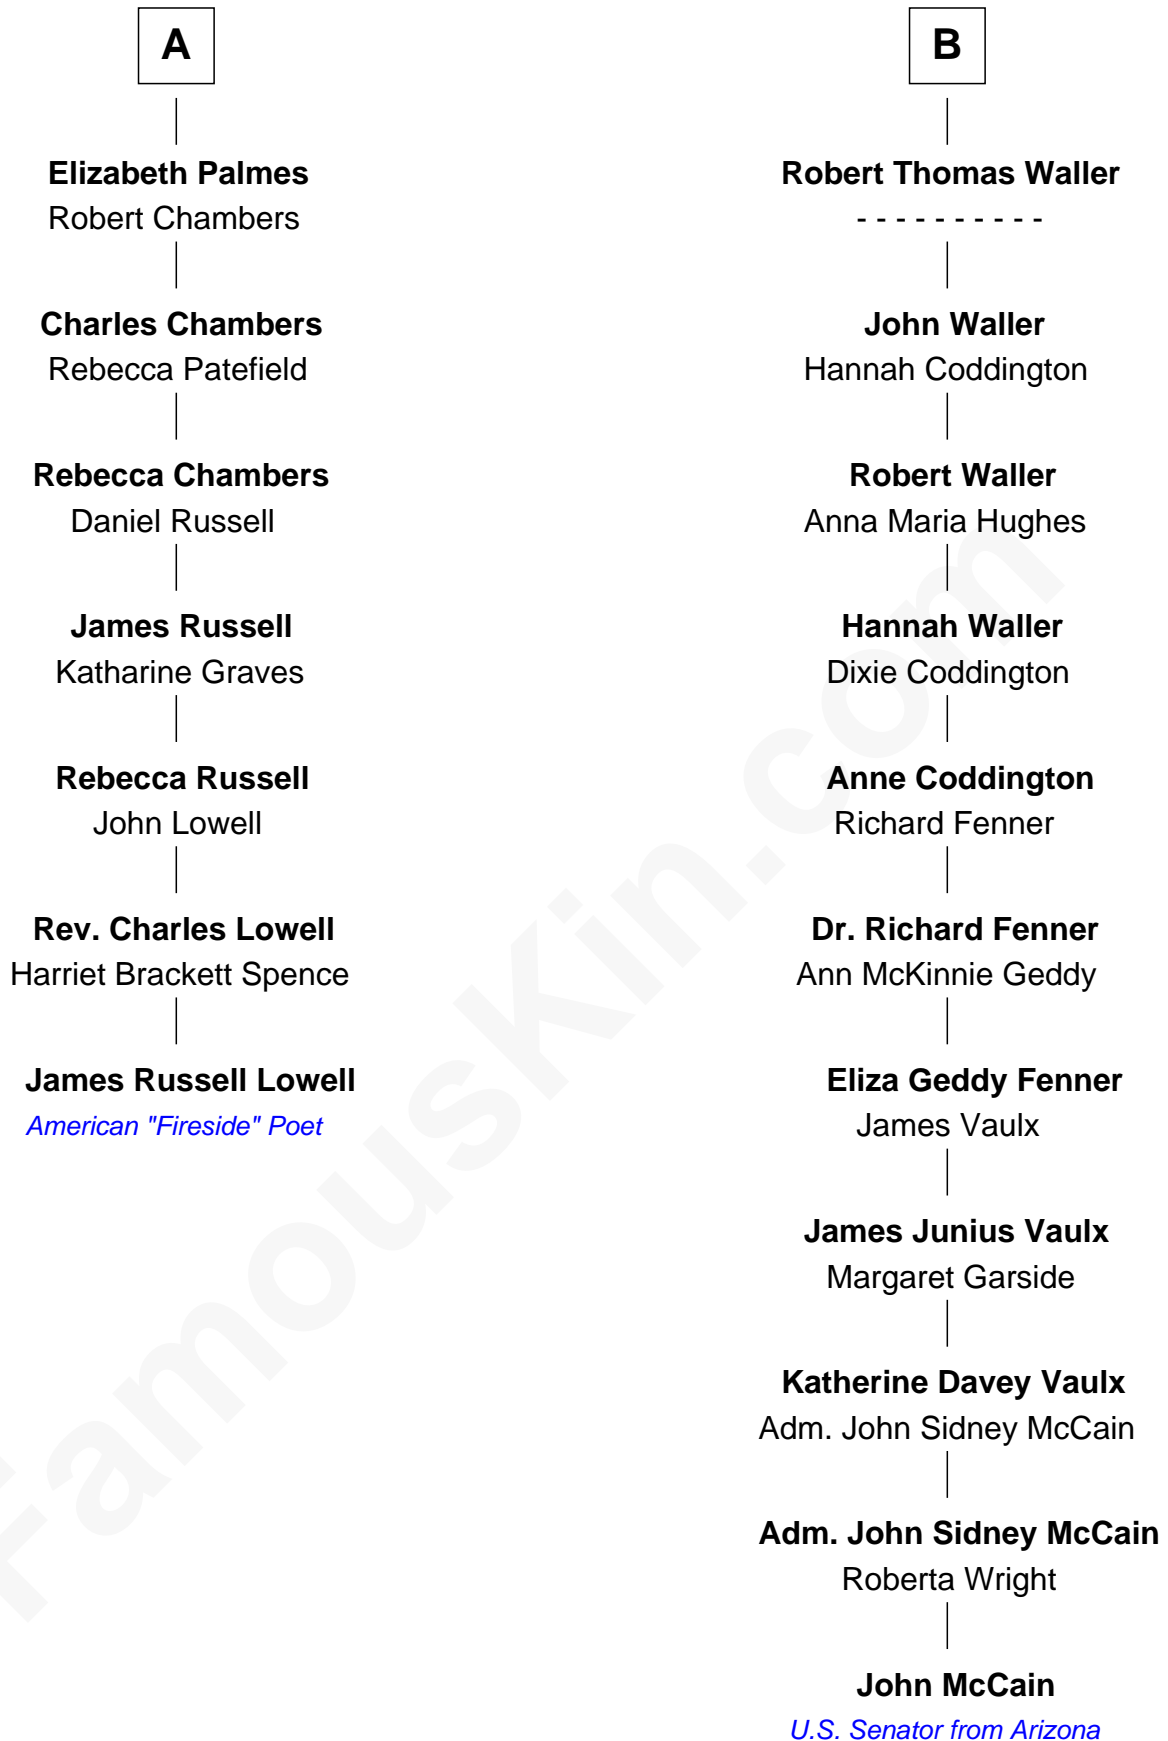 A
Elizabeth Palmes
Robert Chambers
Charles Chambers
Rebecca Patefield
Rebecca Chambers
Daniel Russell
James Russell
Katharine Graves
Rebecca Russell
John Lowell
Rev. Charles Lowell
Harriet Brackett Spence
James Russell Lowell
American "Fireside" Poet
B
Robert Thomas Waller
- - - - - - - - - -
John Waller
Hannah Coddington
Robert Waller
Anna Maria Hughes
Hannah Waller
Dixie Coddington
Anne Coddington
Richard Fenner
Dr. Richard Fenner
Ann McKinnie Geddy
Eliza Geddy Fenner
James Vaulx
James Junius Vaulx
Margaret Garside
Katherine Davey Vaulx
Adm. John Sidney McCain
Adm. John Sidney McCain
Roberta Wright
John McCain
U.S. Senator from Arizona
FamousKin.com